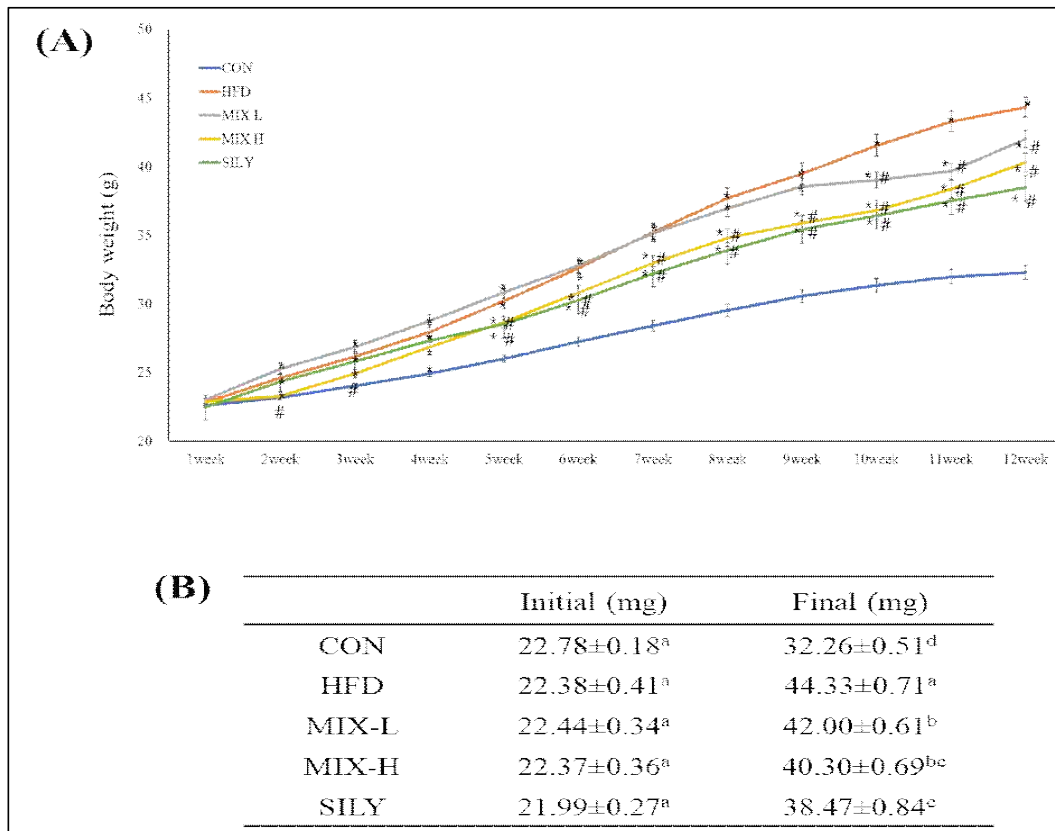 (A)
50
45
40
35
30
25
20
Body weight (g)
CON
HFD
MIX L
MIX H
SILY
1week 2week 3week 4week 5week 6week 7week 8week 9week 10week 11week 12week
(B)
Initial (mg) Final (mg)
CON 22.78±0.18ᵃ 32.26±0.51ᵈ
HFD 22.38±0.41ᵃ 44.33±0.71ᵃ
MIX-L 22.44±0.34ᵃ 42.00±0.61ᵇ
MIX-H 22.37±0.36ᵃ 40.30±0.69ᵇᶜ
SILY 21.99±0.27ᵃ 38.47±0.84ᶜ